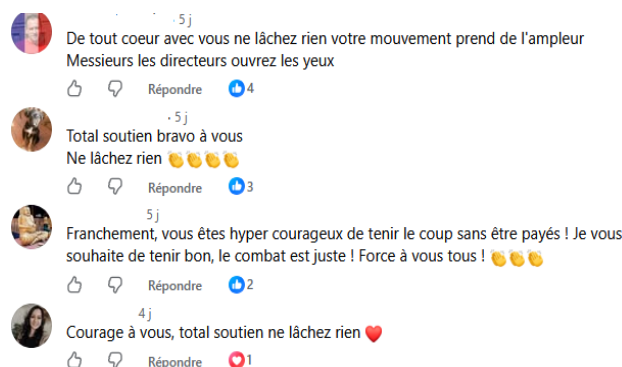 · 5 j
De tout coeur avec vous ne lâchez rien votre mouvement prend de l'ampleur
Messieurs les directeurs ouvrez les yeux
Répondre 4
· 5 j
Total soutien bravo à vous
Ne lâchez rien 👏👏👏👏
Répondre 3
5 j
Franchement, vous êtes hyper courageux de tenir le coup sans être payés ! Je vous
souhaite de tenir bon, le combat est juste ! Force à vous tous ! 👏👏👏
Répondre 2
4 j
Courage à vous, total soutien ne lâchez rien ♥️
Répondre 1